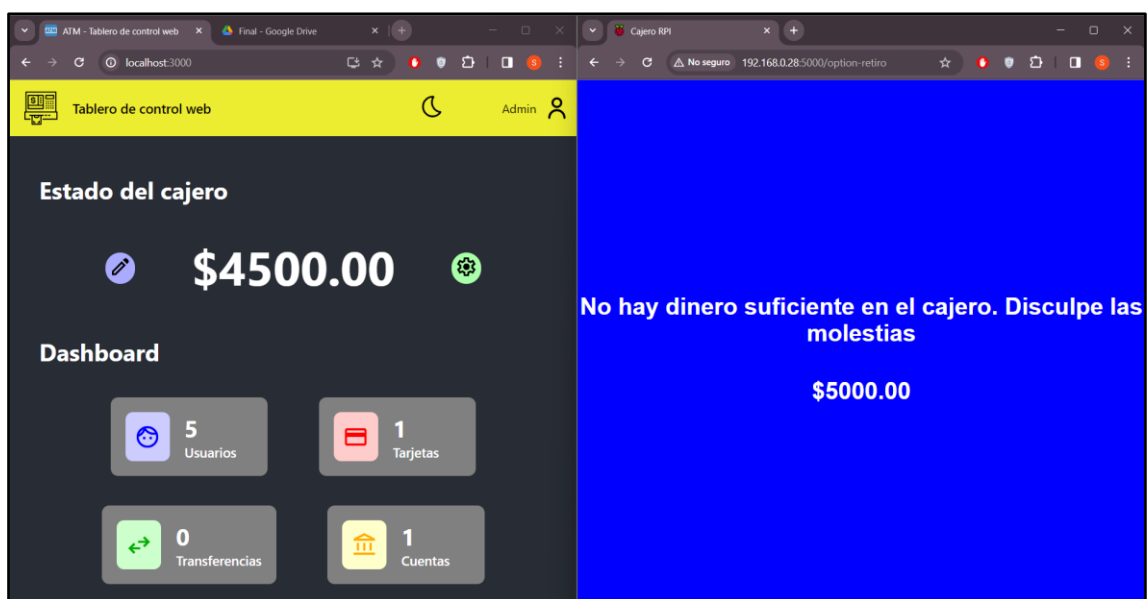 ATM - Tablero de control web
Final - Google Drive
localhost:3000
Tablero de control web
Admin
Estado del cajero
$4500.00
Dashboard
5
Usuarios
1
Tarjetas
0
Transferencias
1
Cuentas
Cajero RPI
No seguro 192.168.0.28:5000/option-retiro
S
No hay dinero suficiente en el cajero. Disculpe las
molestias
$5000.00